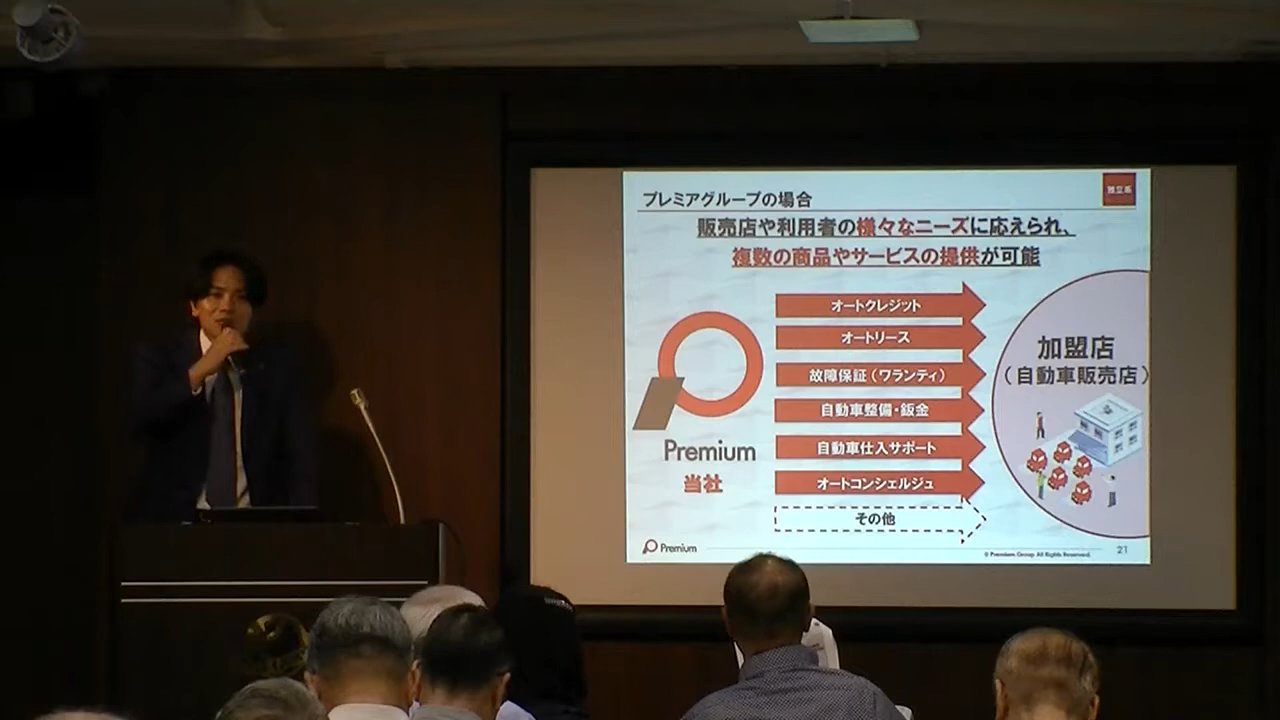 プレミアグループの場合
独立系
販売店や利用者の様々なニーズに応えられ、
複数の商品やサービスの提供が可能
オートクレジット
オートリース
故障保証（ワランティ）
自動車整備・鈑金
自動車仕入サポート
オートコンシェルジュ
その他
Premium
当社
加盟店
（自動車販売店）
Premium
© Premium Group All Rights Reserved.
21